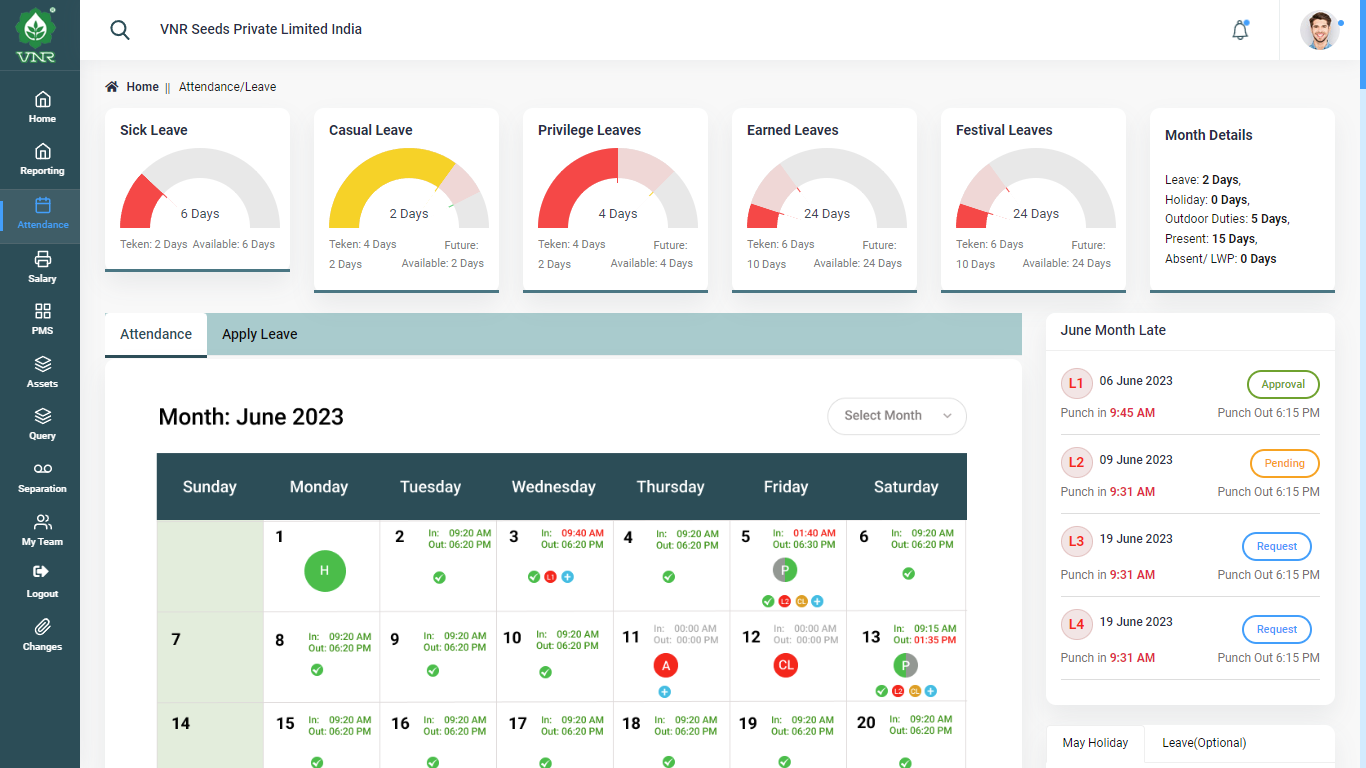 VNR Seeds Private Limited India
VNR
Home
Reporting
Attendance
Salary
PMS
Assets
Query
Separation
My Team
Logout
Changes
Home || Attendance/Leave
Sick Leave
6 Days
Teken: 2 Days Available: 6 Days
Casual Leave
2 Days
Teken: 4 Days Future:
2 Days Available: 2 Days
Privilege Leaves
4 Days
Teken: 4 Days Future:
2 Days Available: 4 Days
Earned Leaves
24 Days
Teken: 6 Days Future:
10 Days Available: 24 Days
Festival Leaves
24 Days
Teken: 6 Days Future:
10 Days Available: 24 Days
Month Details
Leave: 2 Days,
Holiday: 0 Days,
Outdoor Duties: 5 Days,
Present: 15 Days,
Absent/ LWP: 0 Days
Attendance Apply Leave
Month: June 2023 Select Month
Sunday Monday Tuesday Wednesday Thursday Friday Saturday
1
H
2 In: 09:20 AM
Out: 06:20 PM
3 In: 09:40 AM
Out: 06:20 PM
L1
4 In: 09:20 AM
Out: 06:20 PM
5 In: 01:40 AM
Out: 06:30 PM
P
L2 CL
6 In: 09:20 AM
Out: 06:20 PM
7
8 In: 09:20 AM
Out: 06:20 PM
9 In: 09:20 AM
Out: 06:20 PM
10 In: 09:20 AM
Out: 06:20 PM
11 In: 00:00 AM
Out: 00:00 PM
A
12 In: 00:00 AM
Out: 00:00 PM
CL
13 In: 09:15 AM
Out: 01:35 PM
P
L2 CL
14
15 In: 09:20 AM
Out: 06:20 PM
16 In: 09:20 AM
Out: 06:20 PM
17 In: 09:20 AM
Out: 06:20 PM
18 In: 09:20 AM
Out: 06:20 PM
19 In: 09:20 AM
Out: 06:20 PM
20 In: 09:20 AM
Out: 06:20 PM
June Month Late
L1 06 June 2023 Approval
Punch in 9:45 AM Punch Out 6:15 PM
L2 09 June 2023 Pending
Punch in 9:31 AM Punch Out 6:15 PM
L3 19 June 2023 Request
Punch in 9:31 AM Punch Out 6:15 PM
L4 19 June 2023 Request
Punch in 9:31 AM Punch Out 6:15 PM
May Holiday Leave(Optional)